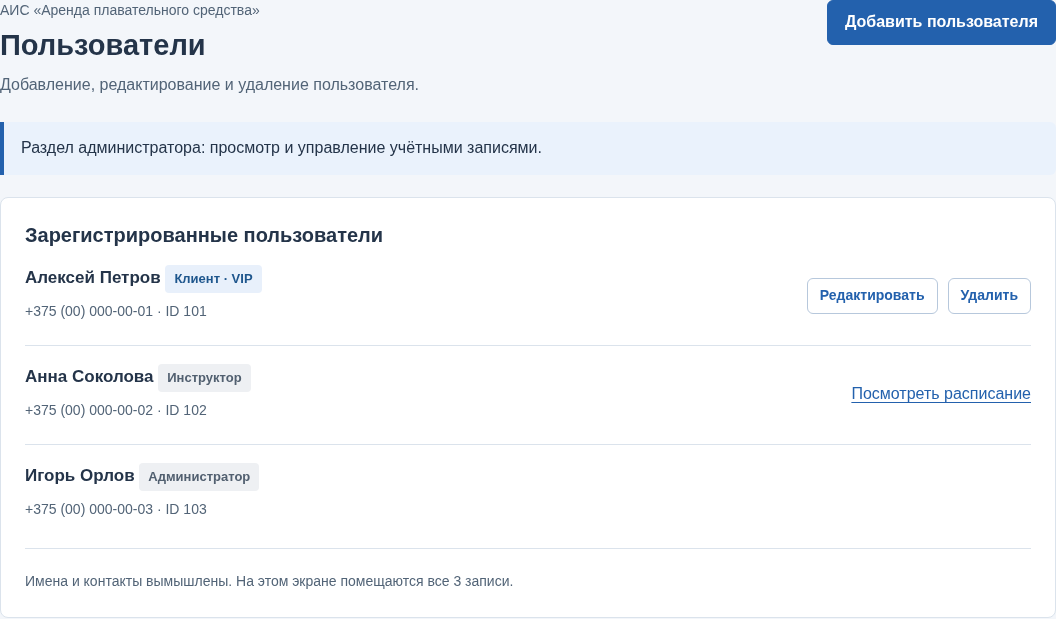 АИС «Аренда плавательного средства»
Добавить пользователя
Пользователи
Добавление, редактирование и удаление пользователя.
Раздел администратора: просмотр и управление учётными записями.
Зарегистрированные пользователи
Алексей Петров Клиент · VIP
+375 (00) 000-00-01 · ID 101
Редактировать Удалить
Анна Соколова Инструктор
+375 (00) 000-00-02 · ID 102
Посмотреть расписание
Игорь Орлов Администратор
+375 (00) 000-00-03 · ID 103
Имена и контакты вымышлены. На этом экране помещаются все 3 записи.